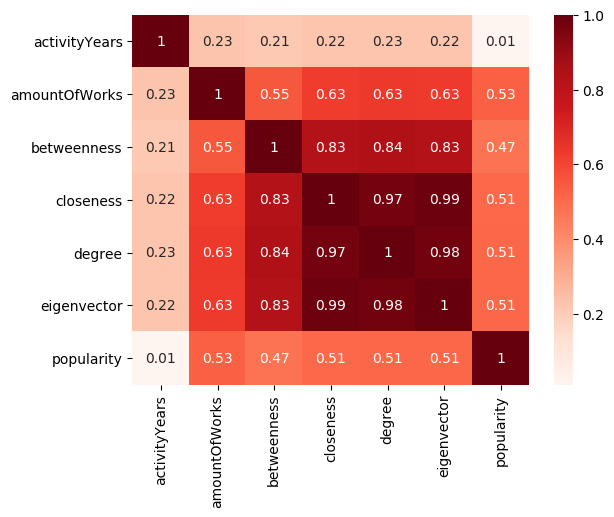 activityYears 1 0.23 0.21 0.22 0.23 0.22 0.01
amountOfWorks 0.23 1 0.55 0.63 0.63 0.63 0.53
betweenness 0.21 0.55 1 0.83 0.84 0.83 0.47
closeness 0.22 0.63 0.83 1 0.97 0.99 0.51
degree 0.23 0.63 0.84 0.97 1 0.98 0.51
eigenvector 0.22 0.63 0.83 0.99 0.98 1 0.51
popularity 0.01 0.53 0.47 0.51 0.51 0.51 1
activityYears
amountOfWorks
betweenness
closeness
degree
eigenvector
popularity
1.0
0.8
0.6
0.4
0.2